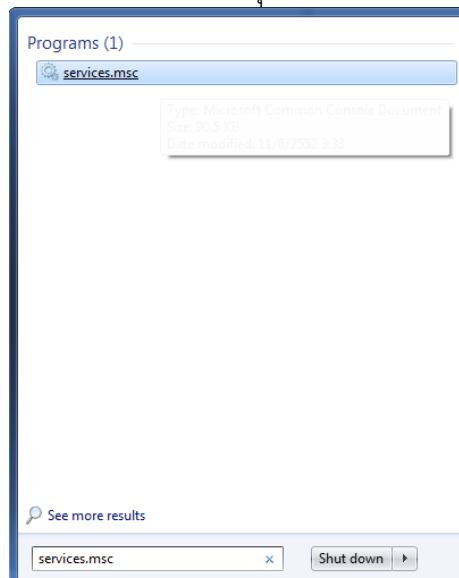 Programs (1)
services.msc
Type: Microsoft Common Console Document
Size: 90.5 KB
Date modified: 11/6/2552 3:38
See more results
services.msc
Shut down